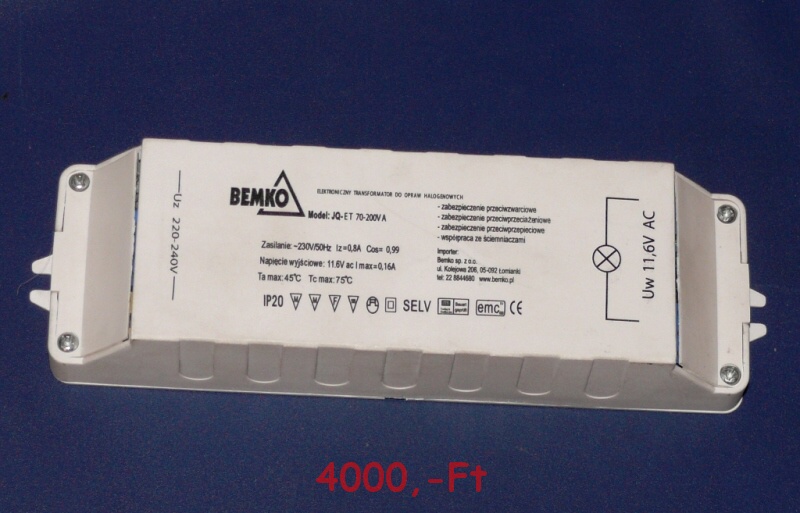 ELEKTRONICZNY TRANSFORMATOR DO OPRAW HALOGENOWYCH
BEMKO
Model: JQ-ET 70-200VA
- zabezpieczenie przeciwzwarciowe
- zabezpieczenie przeciwprzeciążeniowe
- zabezpieczenie przeciwprzepięciowe
- współpraca ze ściemniaczami
Uz 220-240V
Zasilanie: ~230V/50Hz Iz=0,8A Cos= 0,99
Napięcie wyjściowe: 11.6V ac I max=0,16A
Ta max: 45°C Tc max: 75°C
Importer:
Bemko sp. z o.o.
ul. Kolejowa 206, 05-092 Łomianki
tel: 22 8844680 www.bemko.pl
Uw 11,6V AC
IP20 SELV emc CE
4000,-Ft